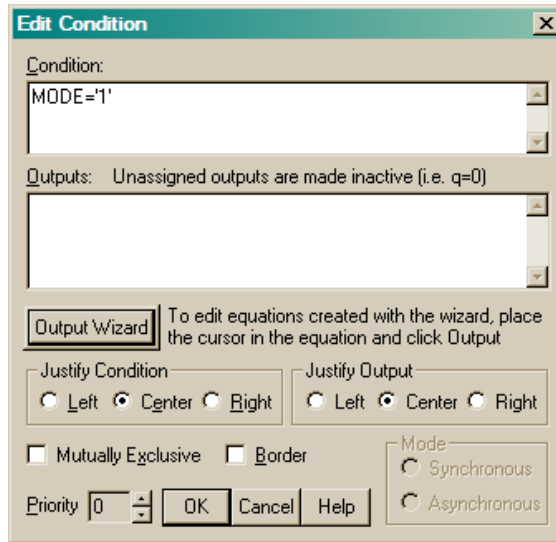 Edit Condition
Condition:
MODE='1'
Outputs: Unassigned outputs are made inactive (i.e. q=0)
Output Wizard
To edit equations created with the wizard, place
the cursor in the equation and click Output
Justify Condition
Left Center Right
Justify Output
Left Center Right
Mutually Exclusive Border
Mode
Synchronous
Asynchronous
Priority 0 OK Cancel Help